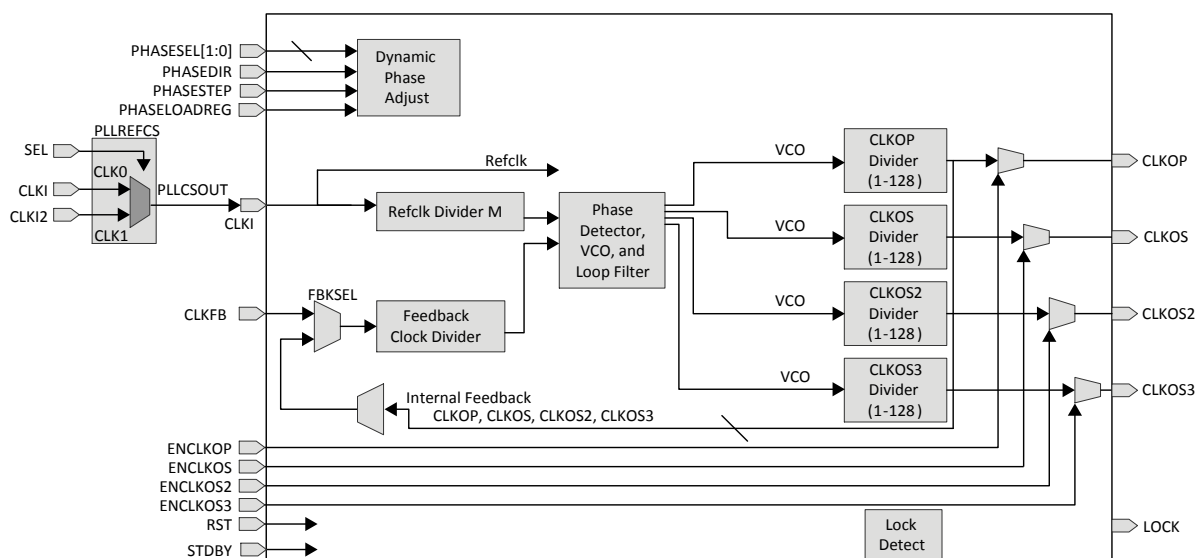 PHASESEL[1:0]
PHASEDIR
PHASESTEP
PHASELOADREG
Dynamic
Phase
Adjust
PLLREFCS
SEL
CLK0
CLKI
CLKI2
CLK1
PLLCSOUT
CLKI
Refclk
Refclk Divider M
Phase
Detector,
VCO, and
Loop Filter
VCO
CLKOP
Divider
(1-128)
CLKOP
VCO
CLKOS
Divider
(1-128)
CLKOS
VCO
CLKOS2
Divider
(1-128)
CLKOS2
VCO
CLKOS3
Divider
(1-128)
CLKOS3
CLKFB
FBKSEL
Feedback
Clock Divider
Internal Feedback
CLKOP, CLKOS, CLKOS2, CLKOS3
ENCLKOP
ENCLKOS
ENCLKOS2
ENCLKOS3
RST
STDBY
Lock
Detect
LOCK